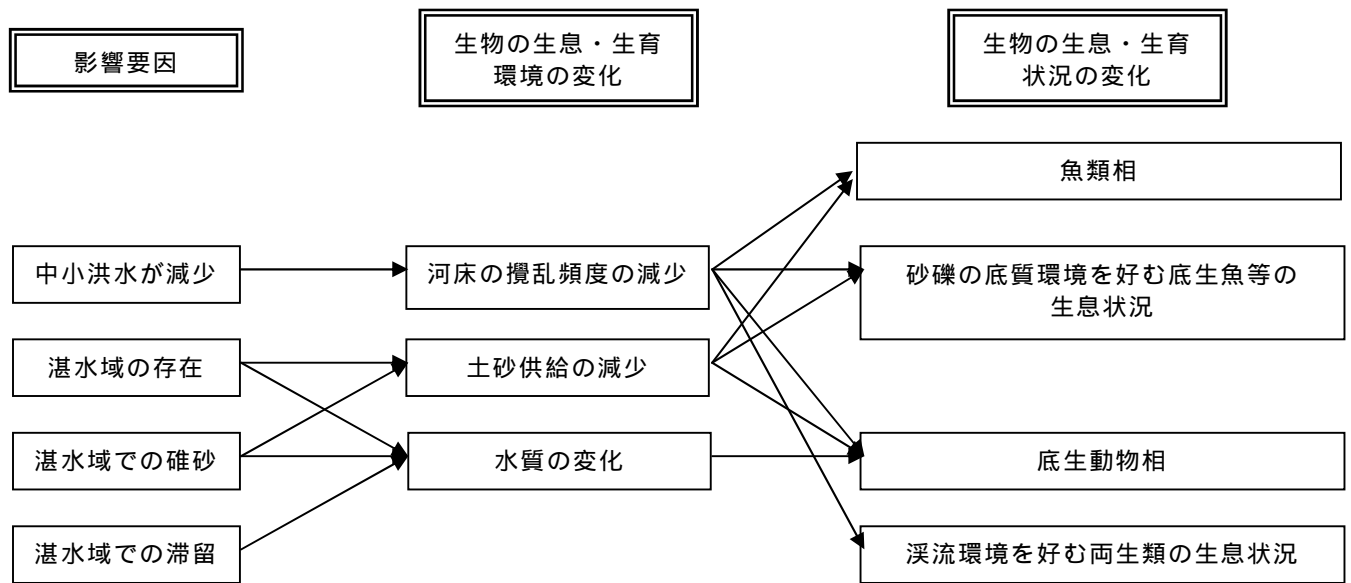 影響要因
生物の生息・生育
環境の変化
生物の生息・生育
状況の変化
魚類相
中小洪水が減少
河床の攪乱頻度の減少
砂礫の底質環境を好む底生魚等の
生息状況
湛水域の存在
土砂供給の減少
湛水域での碓砂
水質の変化
底生動物相
湛水域での滞留
渓流環境を好む両生類の生息状況